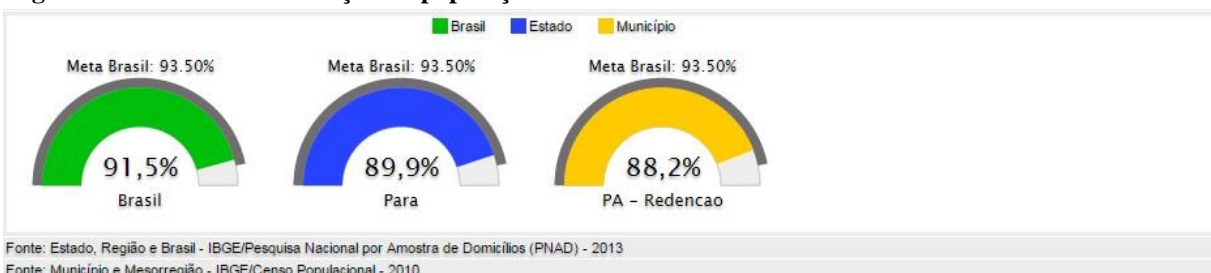 Brasil Estado Município
Meta Brasil: 93.50% Meta Brasil: 93.50% Meta Brasil: 93.50%
91,5% 89,9% 88,2%
Brasil Para PA - Redencao
Fonte: Estado, Região e Brasil - IBGE/Pesquisa Nacional por Amostra de Domicílios (PNAD) - 2013
Fonte: Município e Mesorregião - IBGE/Censo Populacional - 2010